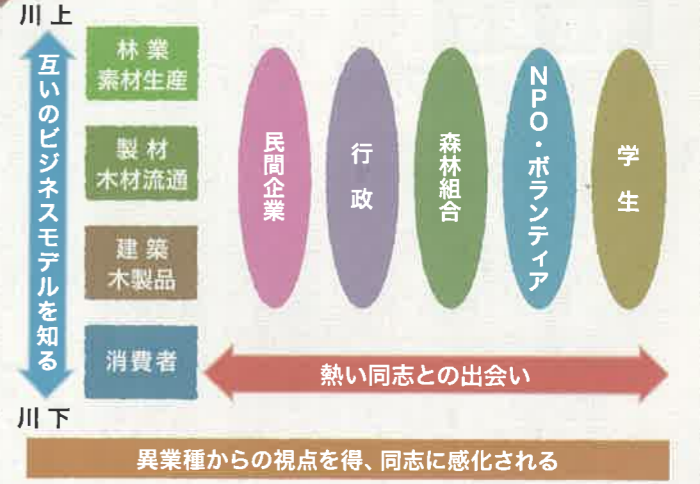 川上
互いのビジネスモデルを知る
川下
林業
素材生産
製材
木材流通
建築
木製品
消費者
民間企業
行政
森林組合
NPO・ボランティア
学生
熱い同志との出会い
異業種からの視点を得、同志に感化される